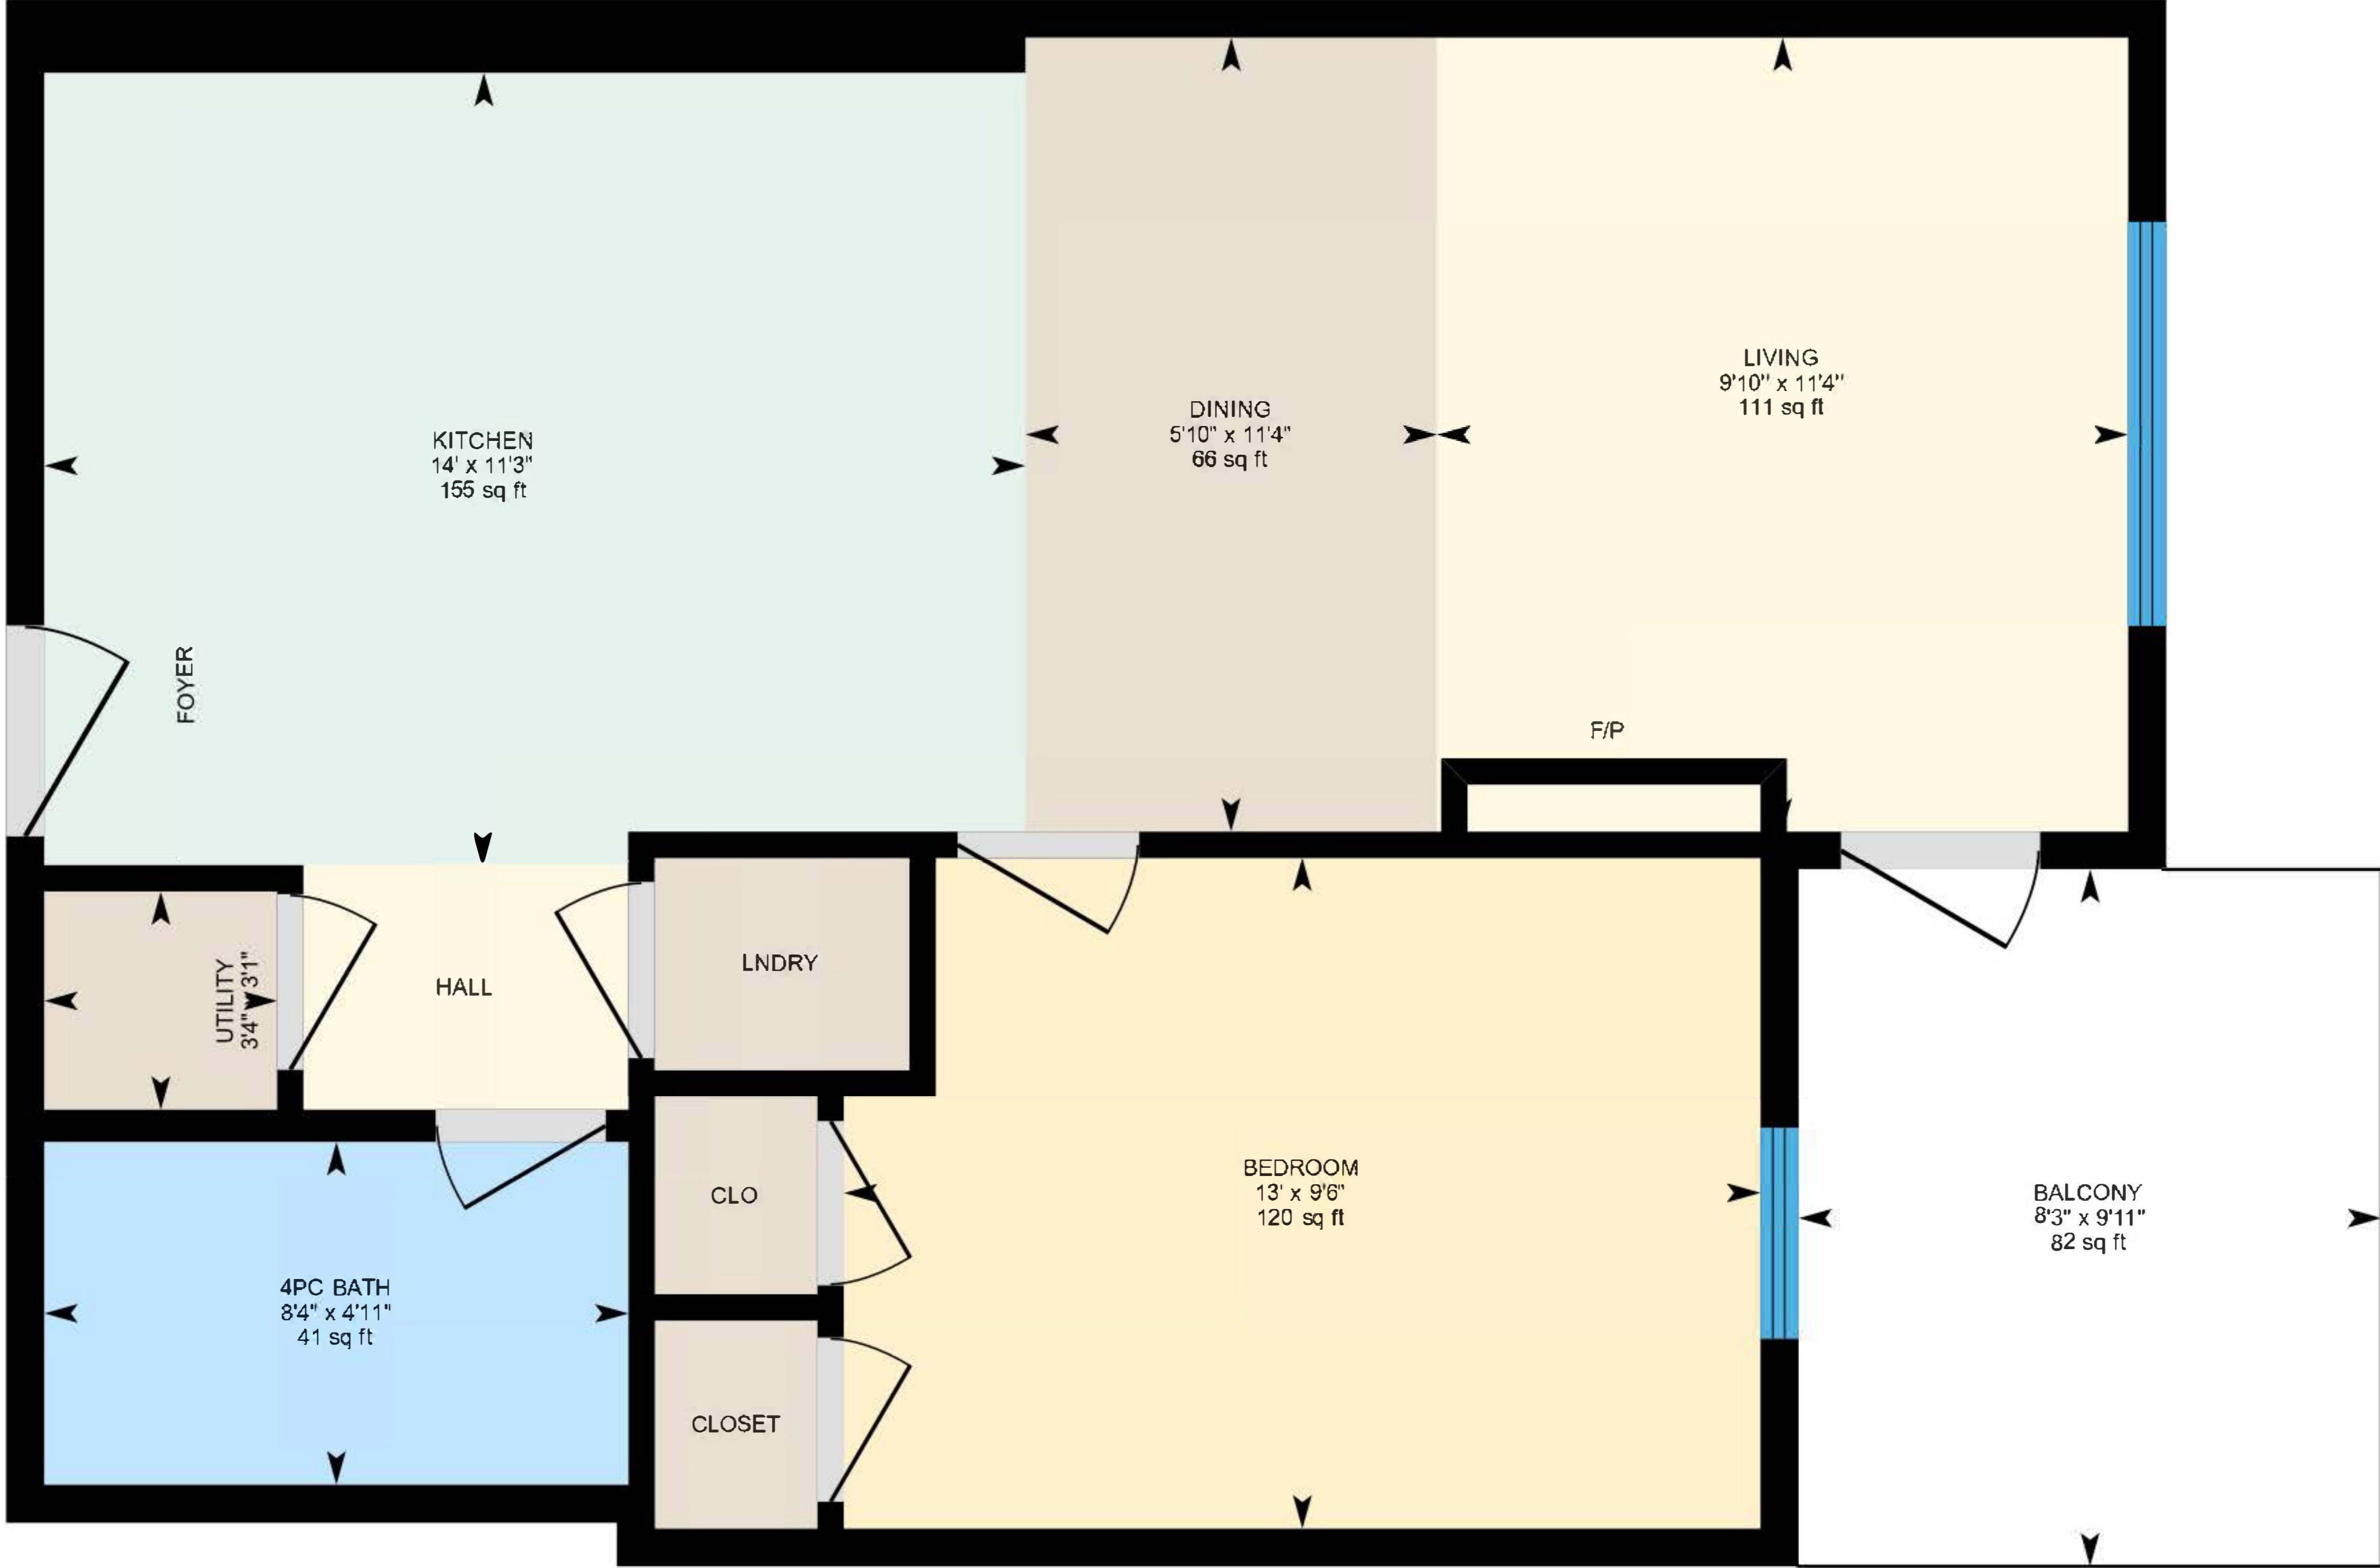 KITCHEN
14' x 11'3"
155 sq ft
DINING
5'10" x 11'4"
66 sq ft
LIVING
9'10" x 11'4"
111 sq ft
FOYER
F/P
UTILITY
3'4" x 3'1"
HALL
LNDRY
CLO
CLOSET
BEDROOM
13' x 9'6"
120 sq ft
BALCONY
8'3" x 9'11"
82 sq ft
4PC BATH
8'4" x 4'11"
41 sq ft